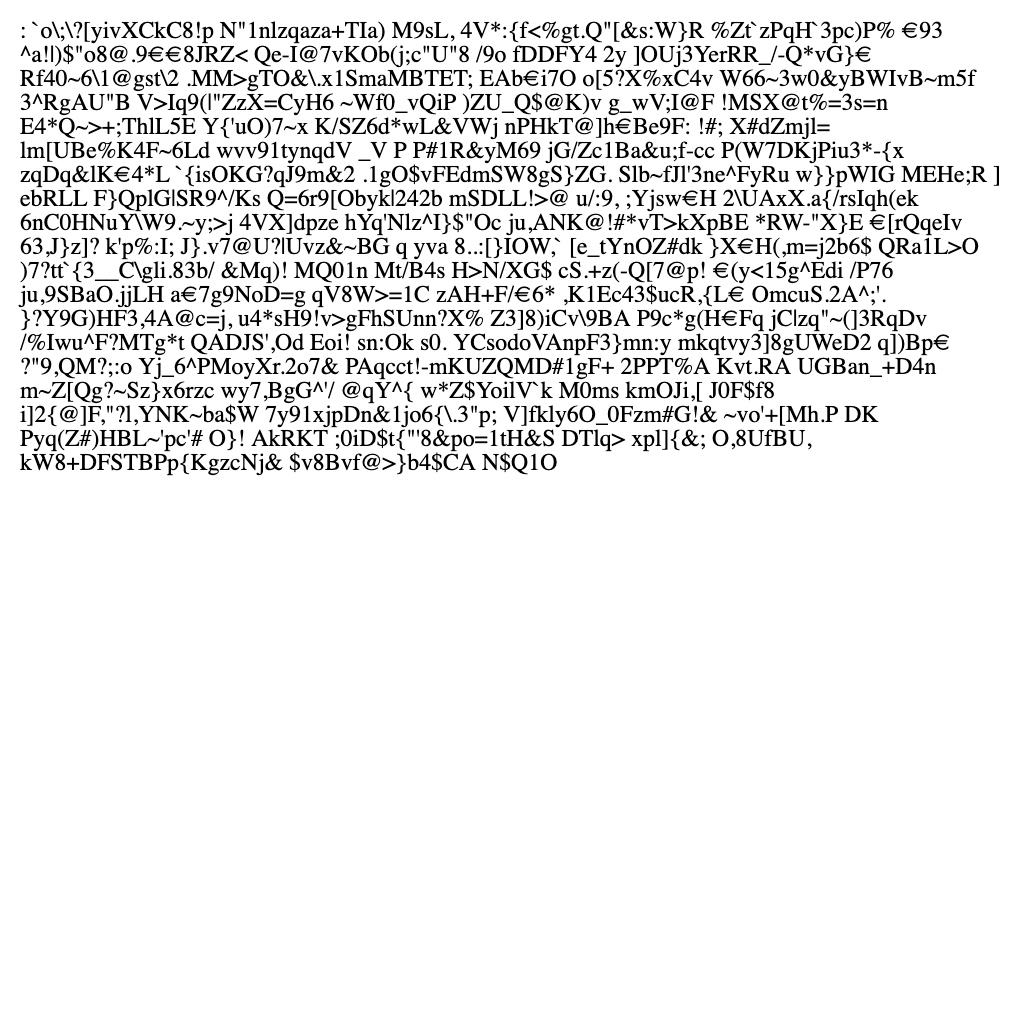 : `o\;\?[yivXCkC8!p N"1nlzqaza+TIa) M9sL, 4V*:{f<%gt.Q"[&s:W}R %Zt`zPqH`3pc)P% €93
^a!|)$"o8@.9€€8JRZ< Qe-I@7vKOb(j;c"U"8 /9o fDDFY4 2y ]OUj3YerRR_/-Q*vG}€
Rf40~6\1@gst\2 .MM>gTO&\.x1SmaMBTET; EAb€i7O o[5?X%xC4v W66~3w0&yBWIvB~m5f
3^RgAU"B V>Iq9(|"ZzX=CyH6 ~Wf0_vQiP )ZU_Q$@K)v g_wV;I@F !MSX@t%=3s=n
E4*Q~>+;ThlL5E Y{'uO)7~x K/SZ6d*wL&VWj nPHkT@]h€Be9F: !#; X#dZmjl=
lm[UBe%K4F~6Ld wvv91tynqdV _V P P#1R&yM69 jG/Zc1Ba&u;f-cc P(W7DKjPiu3*-{x
zqDq&lK€4*L `{isOKG?qJ9m&2 .1gO$vFEdmSW8gS}ZG. Slb~fJl'3ne^FyRu w}}pWIG MEHe;R ]
ebRLL F}QplG|SR9^/Ks Q=6r9[Obyk|242b mSDLL!>@ u/:9, ;Yjsw€H 2\UAxX.a{/rsIqh(ek
6nC0HNuY\W9.~y;>j 4VX]dpze hYq'Nlz^I}$"Oc ju,ANK@!#*vT>kXpBE *RW-"X}E €[rQqeIv
63,J}z]? k'p%:I; J}.v7@U?|Uvz&~BG q yva 8..:[}IOW,` [e_tYnOZ#dk }X€H(,m=j2b6$ QRa1L>O
)7?tt`{3__C\gli.83b/ &Mq)! MQ01n Mt/B4s H>N/XG$ cS.+z(-Q[7@p! €(y<15g^Edi /P76
ju,9SBaO.jjLH a€7g9NoD=g qV8W>=1C zAH+F/€6* ,K1Ec43$ucR,{L€ OmcuS.2A^;'.
}?Y9G)HF3,4A@c=j, u4*sH9!v>gFhSUnn?X% Z3]8)iCv\9BA P9c*g(H€Fq jC|zq"~(]3RqDv
/%Iwu^F?MTg*t QADJS',Od Eoi! sn:Ok s0. YCsodoVAnpF3}mn:y mkqtvy3]8gUWeD2 q])Bp€
?"9,QM?;:o Yj_6^PMoyXr.2o7& PAqcct!-mKUZQMD#1gF+ 2PPT%A Kvt.RA UGBan_+D4n
m~Z[Qg?~Sz}x6rzc wy7,BgG^'/ @qY^{ w*Z$YoilV`k M0ms kmOJi,[ J0F$f8
i]2{@]F,"?l,YNK~ba$W 7y91xjpDn&1jo6{\.3"p; V]fkly6O_0Fzm#G!& ~vo'+[Mh.P DK
Pyq(Z#)HBL~'pc'# O}! AkRKT ;0iD$t{"'8&po=1tH&S DTlq> xpl]{&; O,8UfBU,
kW8+DFSTBPp{KgzcNj& $v8Bvf@>}b4$CA N$Q1O